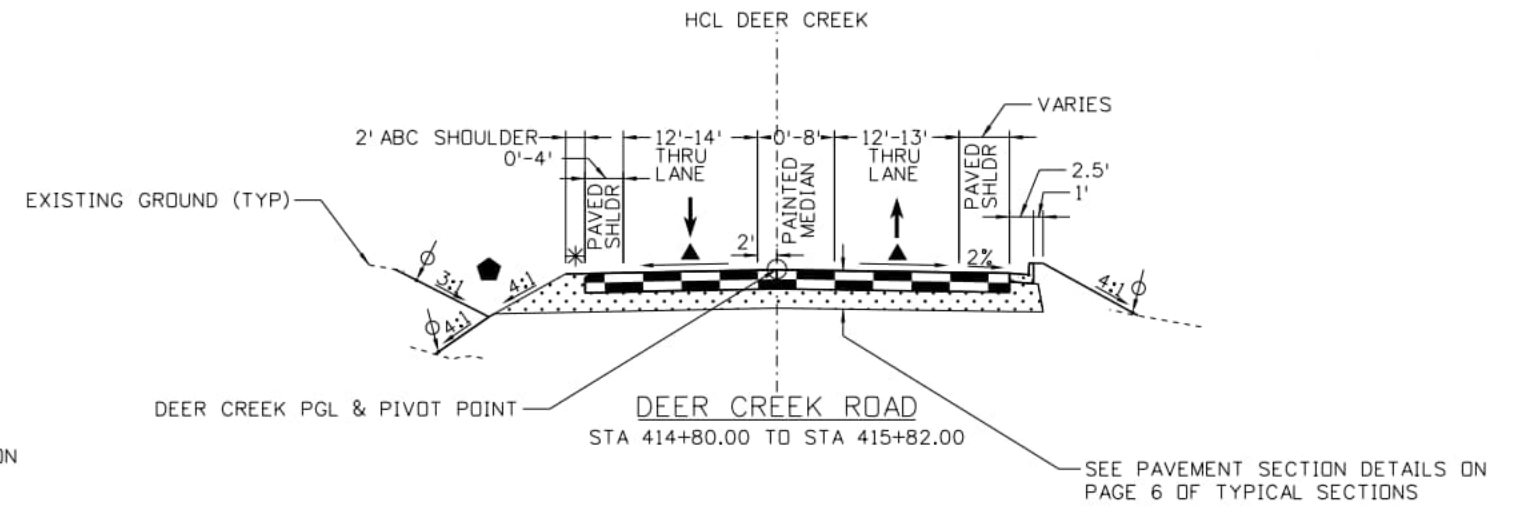 HCL DEER CREEK
VARIES
2' ABC SHOULDER
12'-14'
0'-8'
12'-13'
0'-4'
THRU
LANE
THRU
LANE
PAVED
SHLDR
PAINTED
MEDIAN
PAVED
SHLDR
2.5'
1'
EXISTING GROUND (TYP)
2'
2%
3:1
4:1
4:1
4:1
DEER CREEK PGL & PIVOT POINT
DEER CREEK ROAD
STA 414+80.00 TO STA 415+82.00
ON
SEE PAVEMENT SECTION DETAILS ON
PAGE 6 OF TYPICAL SECTIONS